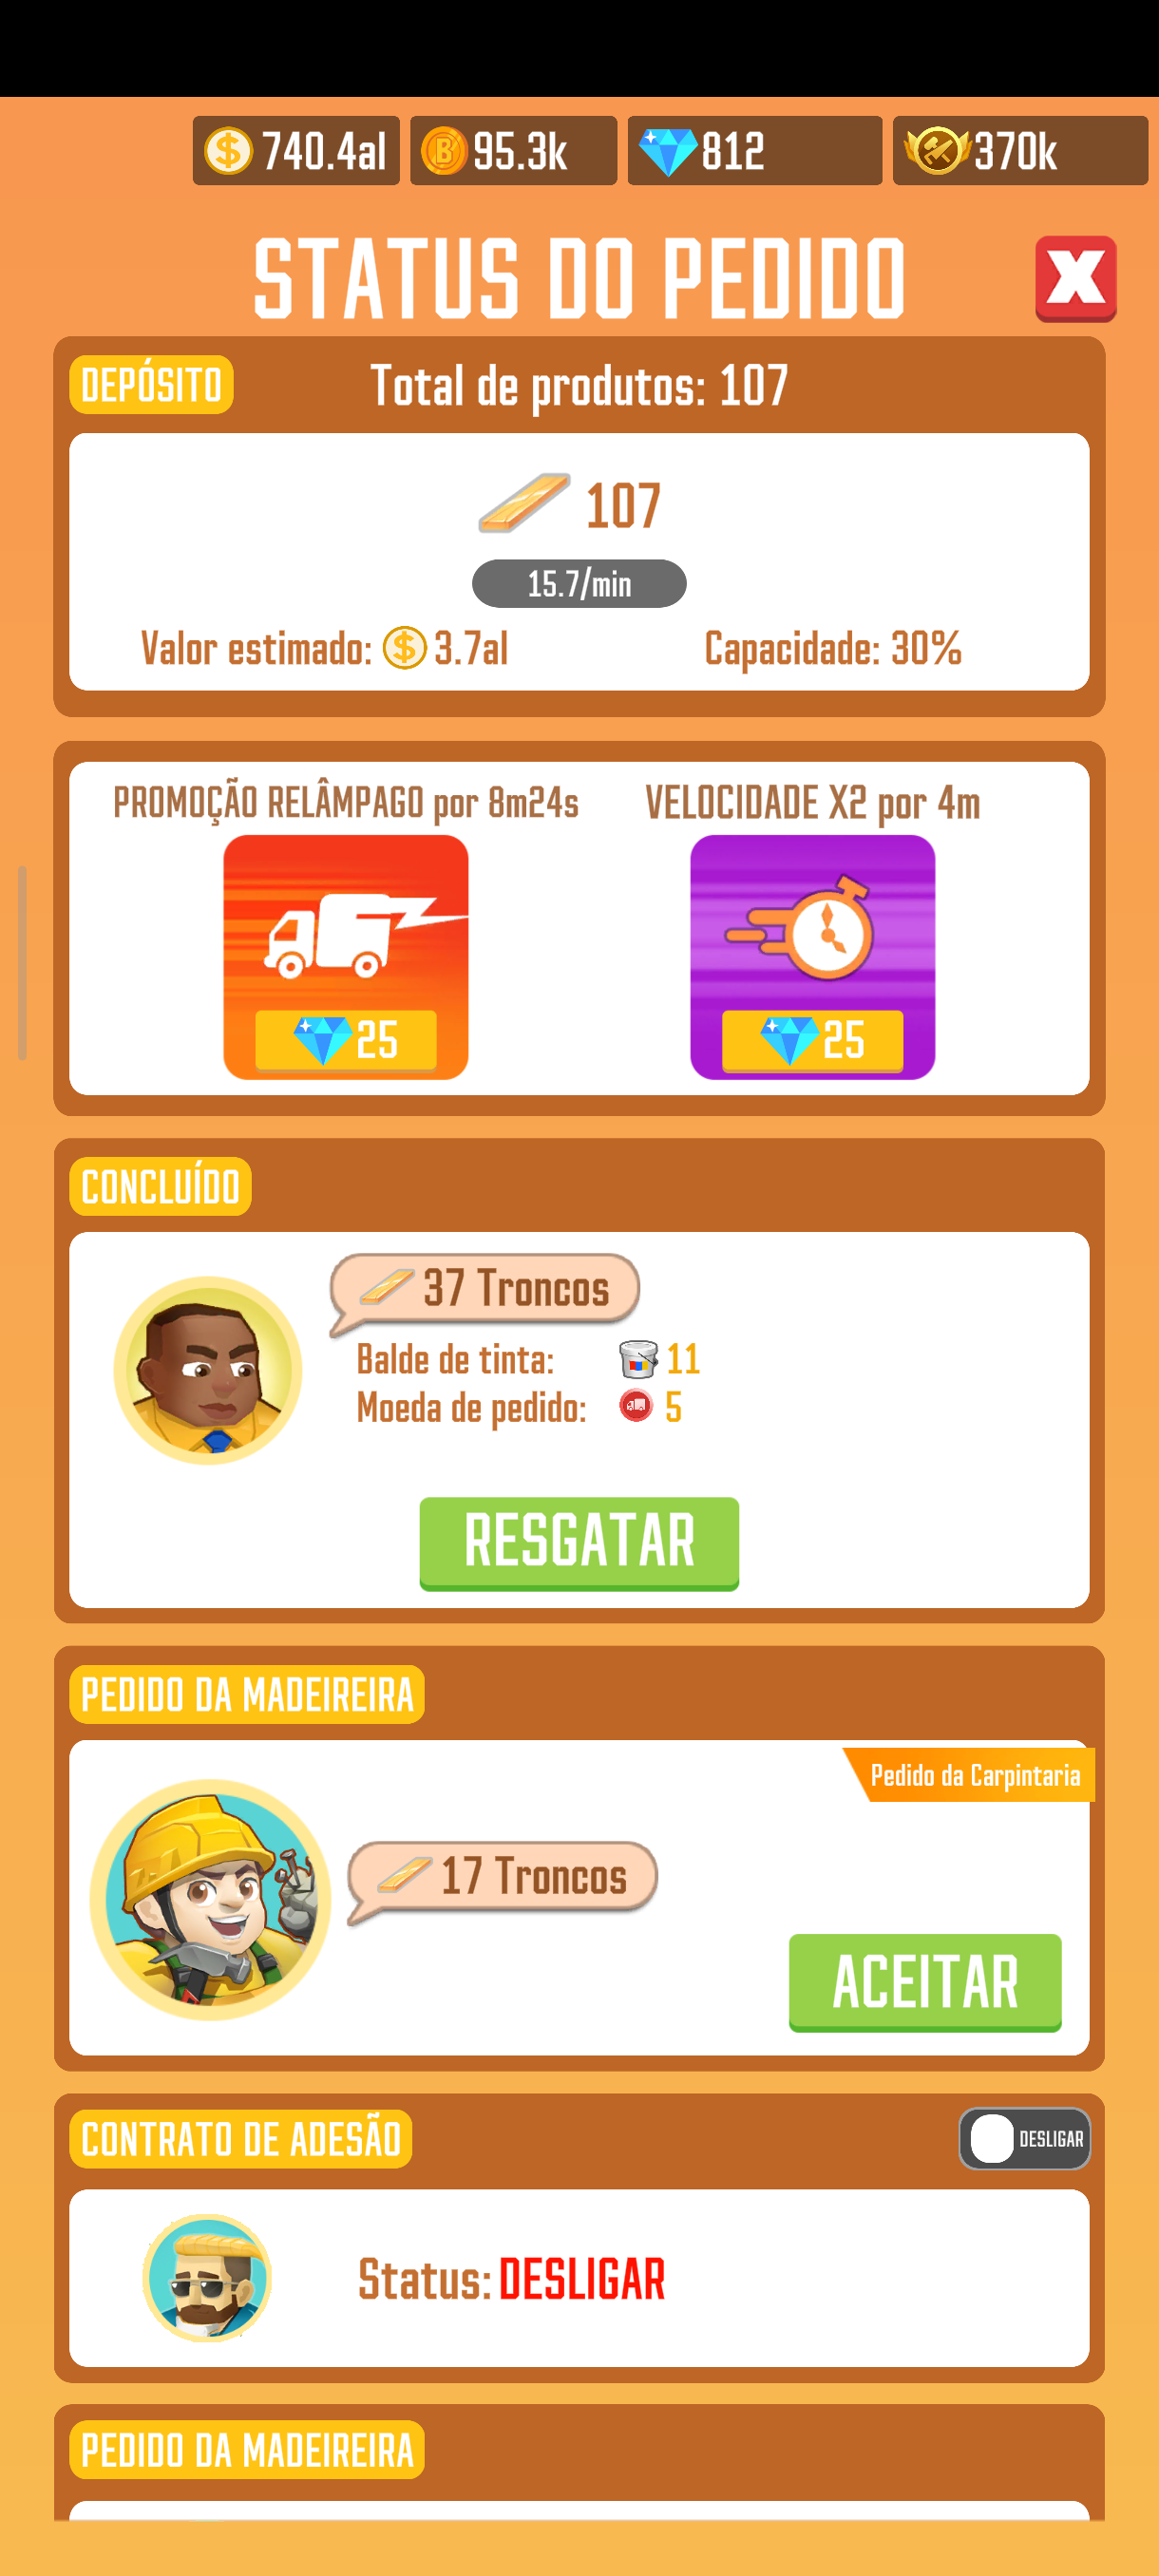 740.4al 95.3k 812 370k
STATUS DO PEDIDO
DEPÓSITO Total de produtos: 107
107
15.7/min
Valor estimado: 3.7al Capacidade: 30%
PROMOÇÃO RELÂMPAGO por 8m24s VELOCIDADE X2 por 4m
25 25
CONCLUÍDO
37 Troncos
Balde de tinta: 11
Moeda de pedido: 5
RESGATAR
PEDIDO DA MADEIREIRA
Pedido da Carpintaria
17 Troncos
ACEITAR
CONTRATO DE ADESÃO DESLIGAR
Status: DESLIGAR
PEDIDO DA MADEIREIRA